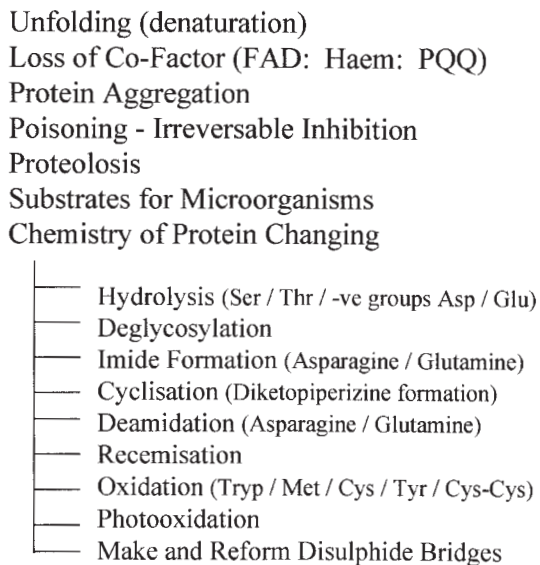 Unfolding (denaturation)
Loss of Co-Factor (FAD: Haem: PQQ)
Protein Aggregation
Poisoning - Irreversable Inhibition
Proteolosis
Substrates for Microorganisms
Chemistry of Protein Changing
Hydrolysis (Ser / Thr / -ve groups Asp / Glu)
Deglycosylation
Imide Formation (Asparagine / Glutamine)
Cyclisation (Diketopiperizine formation)
Deamidation (Asparagine / Glutamine)
Recemisation
Oxidation (Tryp / Met / Cys / Tyr / Cys-Cys)
Photooxidation
Make and Reform Disulphide Bridges